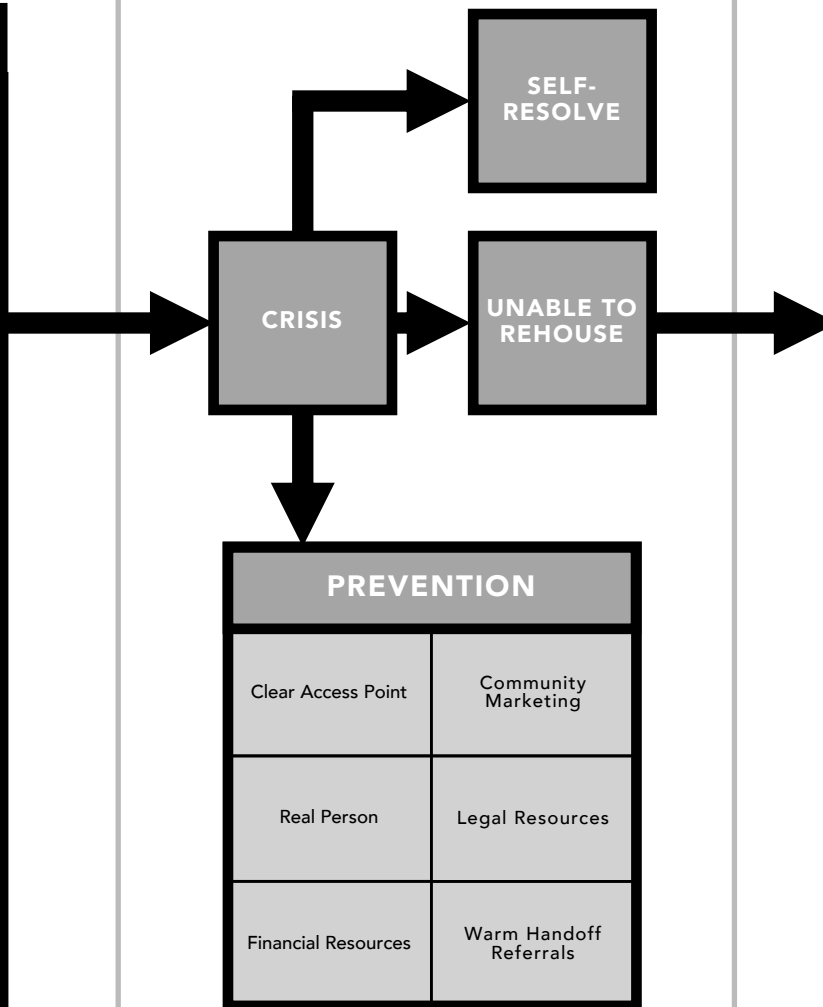 SELF-
RESOLVE
CRISIS
UNABLE TO
REHOUSE
PREVENTION
Clear Access Point
Community
Marketing
Real Person
Legal Resources
Financial Resources
Warm Handoff
Referrals